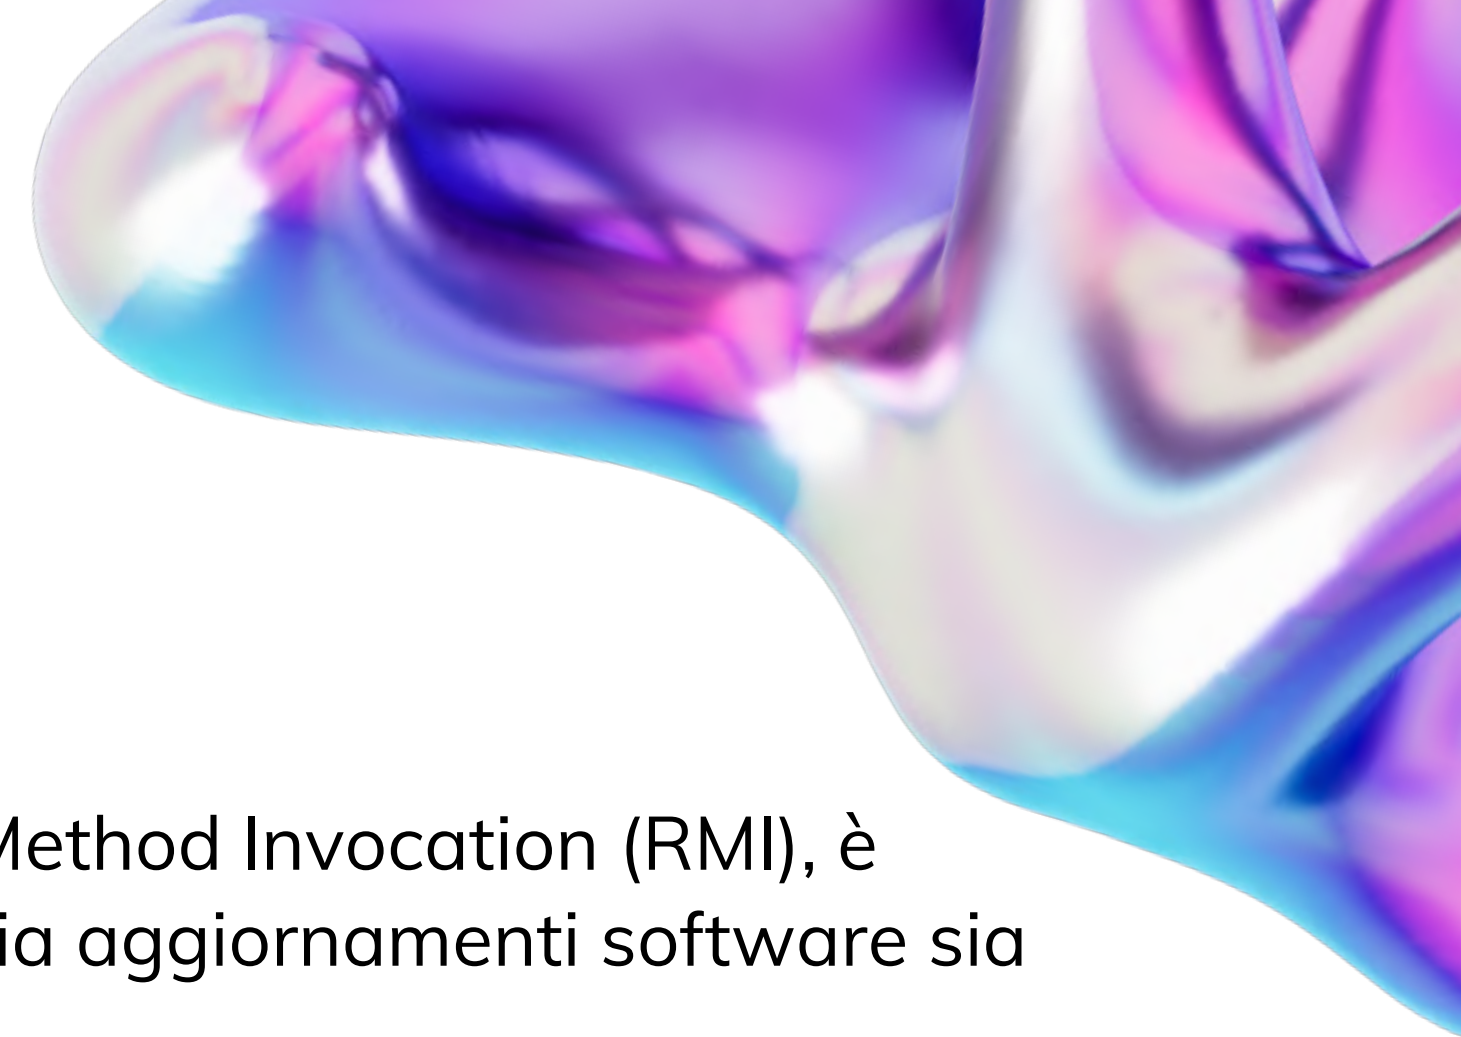 Method Invocation (RMI), è
ia aggiornamenti software sia